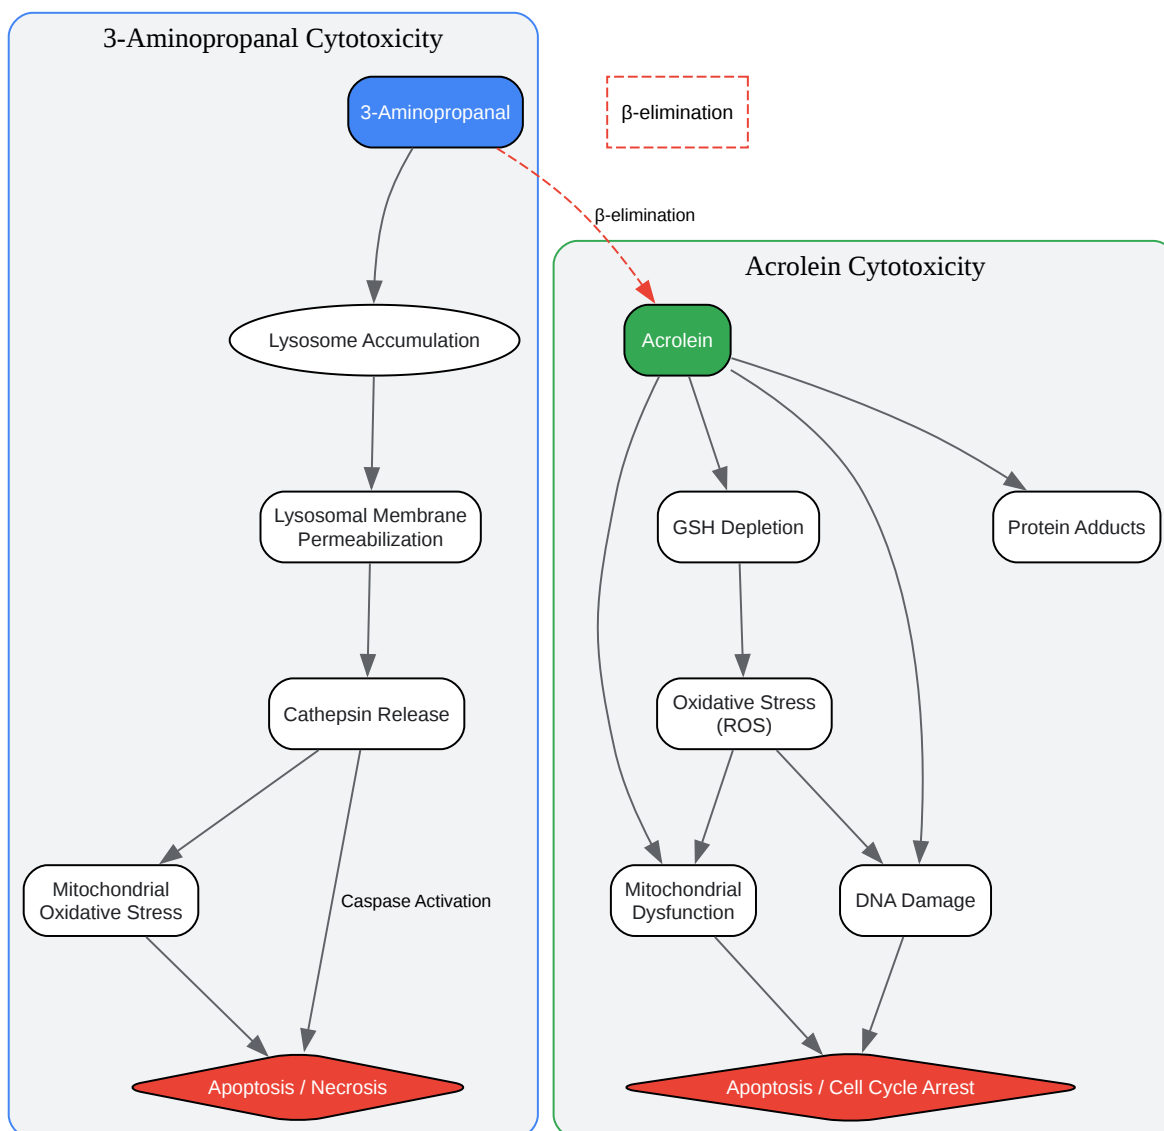 3-Aminopropanal Cytotoxicity
3-Aminopropanal
β-elimination
β-elimination
Acrolein Cytotoxicity
Lysosome Accumulation
Acrolein
Lysosomal Membrane
Permeabilization
GSH Depletion
Protein Adducts
Cathepsin Release
Oxidative Stress
(ROS)
Mitochondrial
Oxidative Stress
Caspase Activation
Mitochondrial
Dysfunction
DNA Damage
Apoptosis / Necrosis
Apoptosis / Cell Cycle Arrest